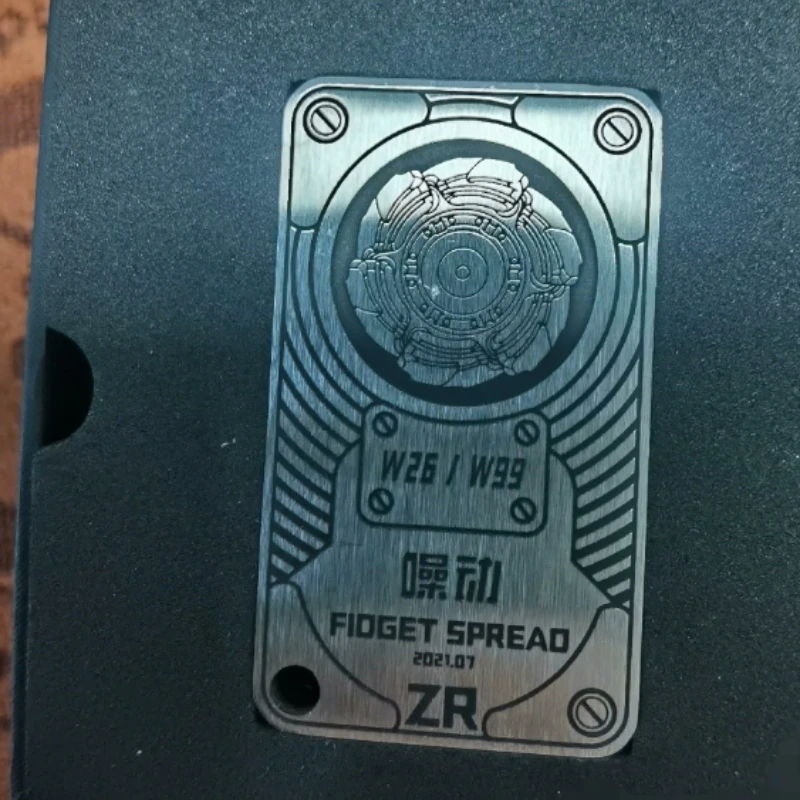 W26 / W99
噪动
FIDGET SPREAD
2021.07
ZR